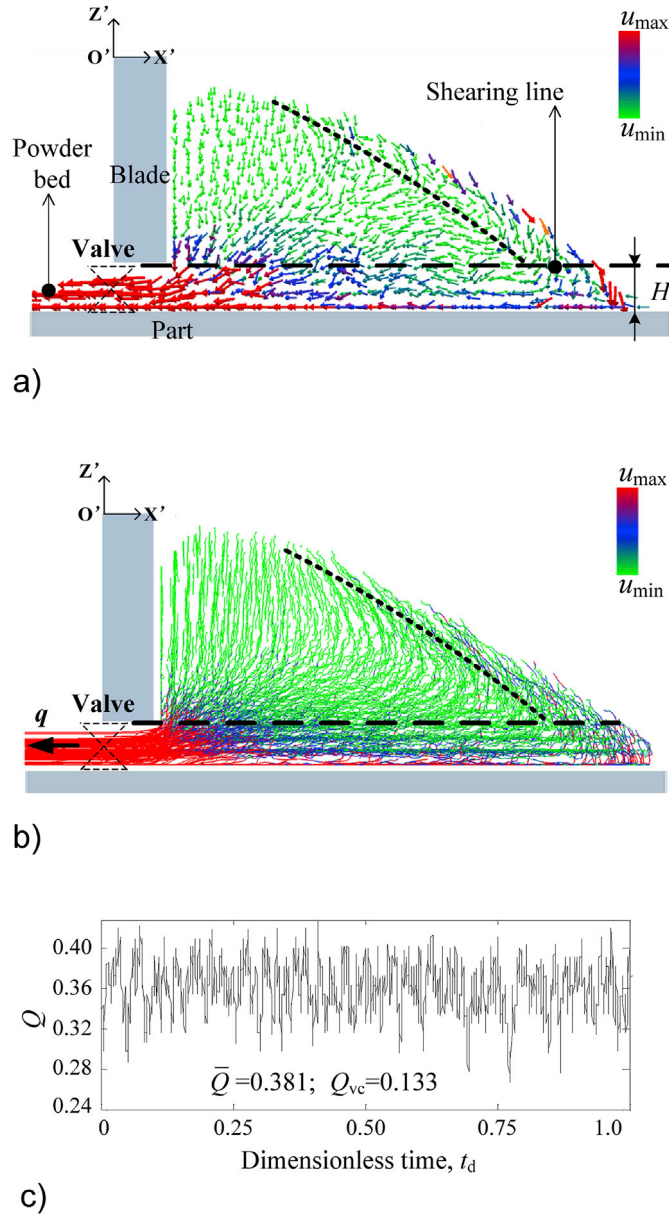 z'
u_max
o'
x'
Shearing line
u_min
Powder
bed
Blade
Valve
H
Part
a)
z'
u_max
o'
x'
u_min
Valve
q
b)
0.40
0.36
Q
0.32
0.28
Q̅ =0.381; Q_vc=0.133
0.24
0 0.25 0.50 0.75 1.0
Dimensionless time, t_d
c)